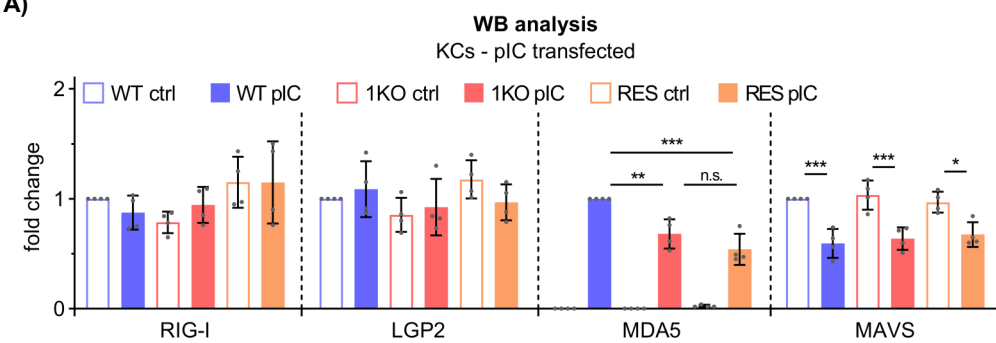 A)
WB analysis
KCs - pIC transfected
WT ctrl WT pIC 1KO ctrl 1KO pIC RES ctrl RES pIC
fold change
2
1
0
*** ** n.s. *** *** *
RIG-I LGP2 MDA5 MAVS